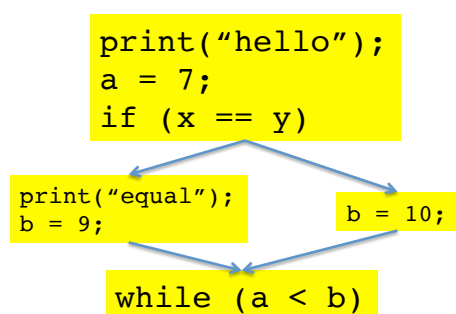 print(“hello”);
a = 7;
if (x == y)
print(“equal”);
b = 9;
b = 10;
while (a < b)